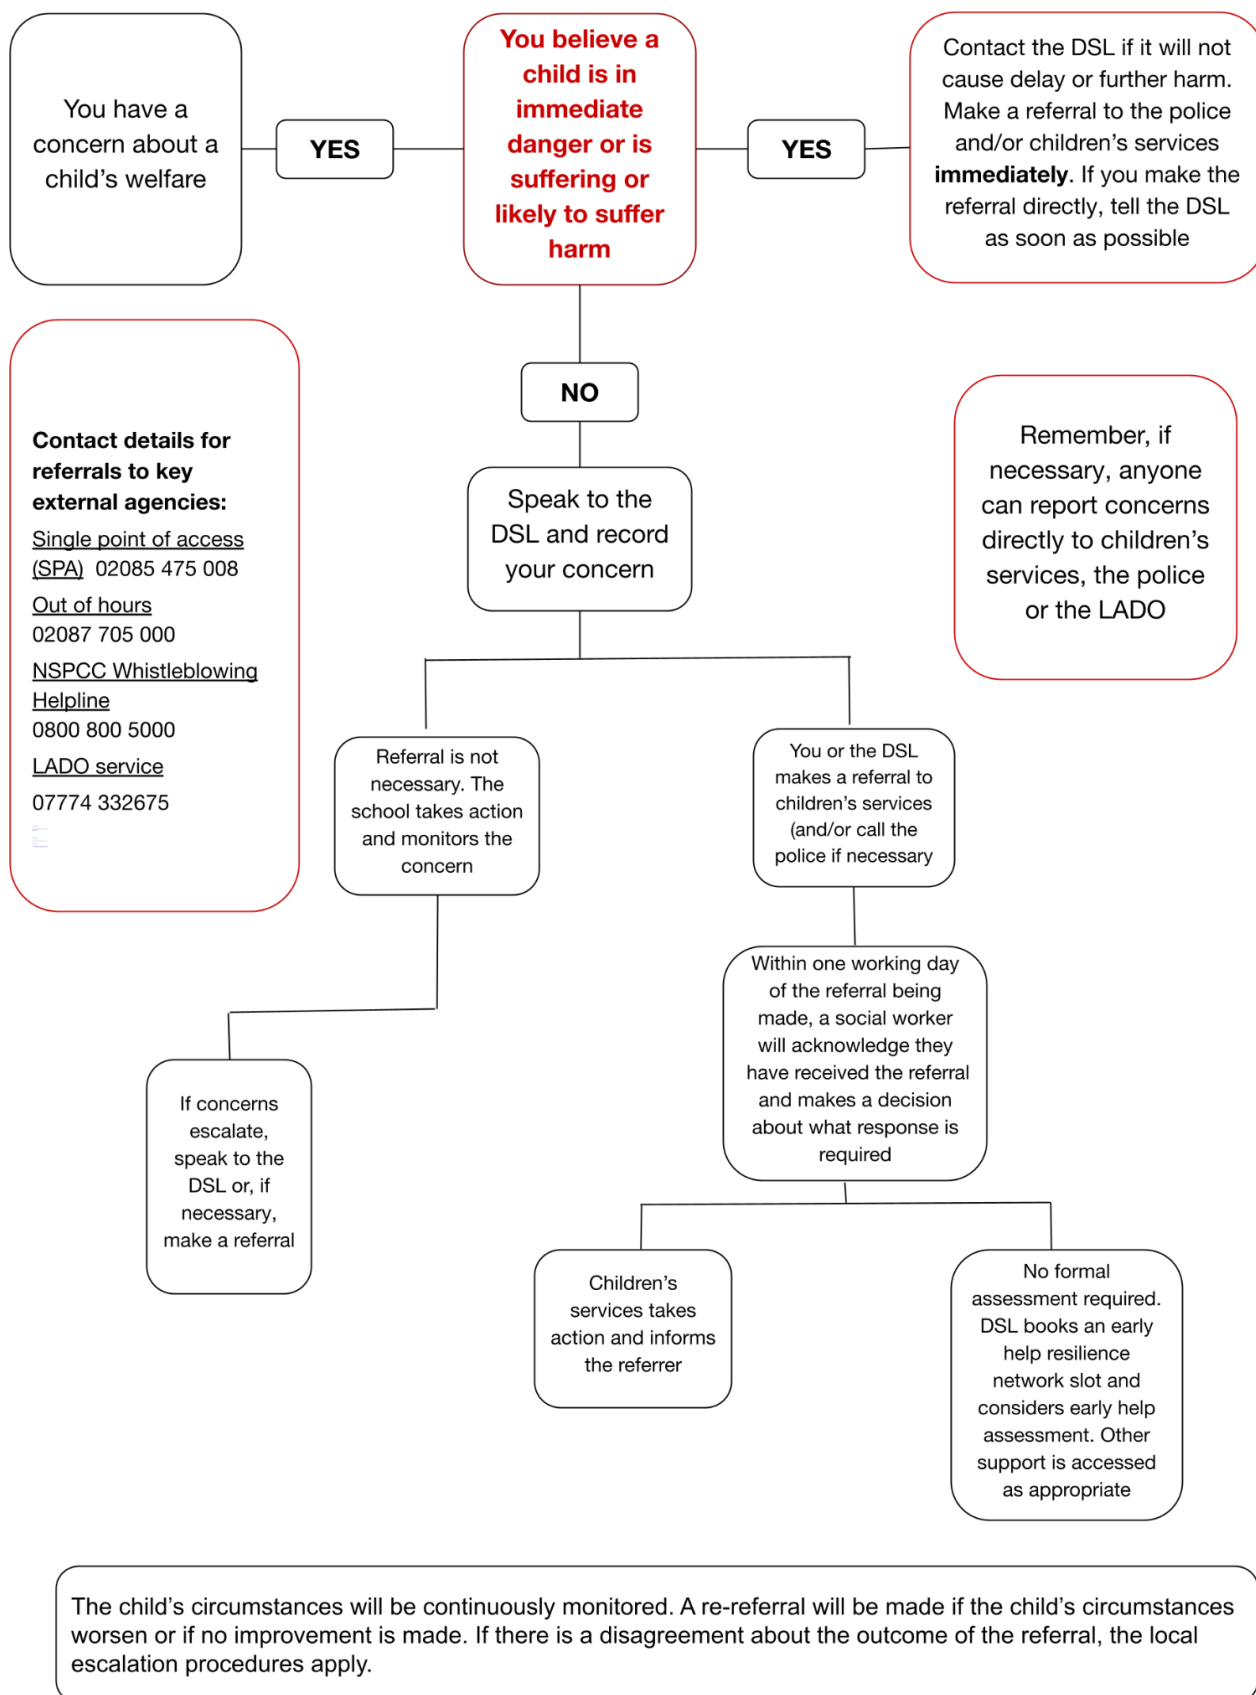 You have a
concern about a
child's welfare
YES
You believe a
child is in
immediate
danger or is
suffering or
likely to suffer
harm
YES
Contact the DSL if it will not
cause delay or further harm.
Make a referral to the police
and/or children's services
immediately. If you make the
referral directly, tell the DSL
as soon as possible
NO
Contact details for
referrals to key
external agencies:
Single point of access
(SPA) 02085 475 008
Out of hours
02087 705 000
NSPCC Whistleblowing
Helpline
0800 800 5000
LADO service
07774 332675
Speak to the
DSL and record
your concern
Remember, if
necessary, anyone
can report concerns
directly to children's
services, the police
or the LADO
Referral is not
necessary. The
school takes action
and monitors the
concern
You or the DSL
makes a referral to
children's services
(and/or call the
police if necessary
If concerns
escalate,
speak to the
DSL or, if
necessary,
make a referral
Within one working day
of the referral being
made, a social worker
will acknowledge they
have received the referral
and makes a decision
about what response is
required
Children's
services takes
action and informs
the referrer
No formal
assessment required.
DSL books an early
help resilience
network slot and
considers early help
assessment. Other
support is accessed
as appropriate
The child's circumstances will be continuously monitored. A re-referral will be made if the child's circumstances
worsen or if no improvement is made. If there is a disagreement about the outcome of the referral, the local
escalation procedures apply.